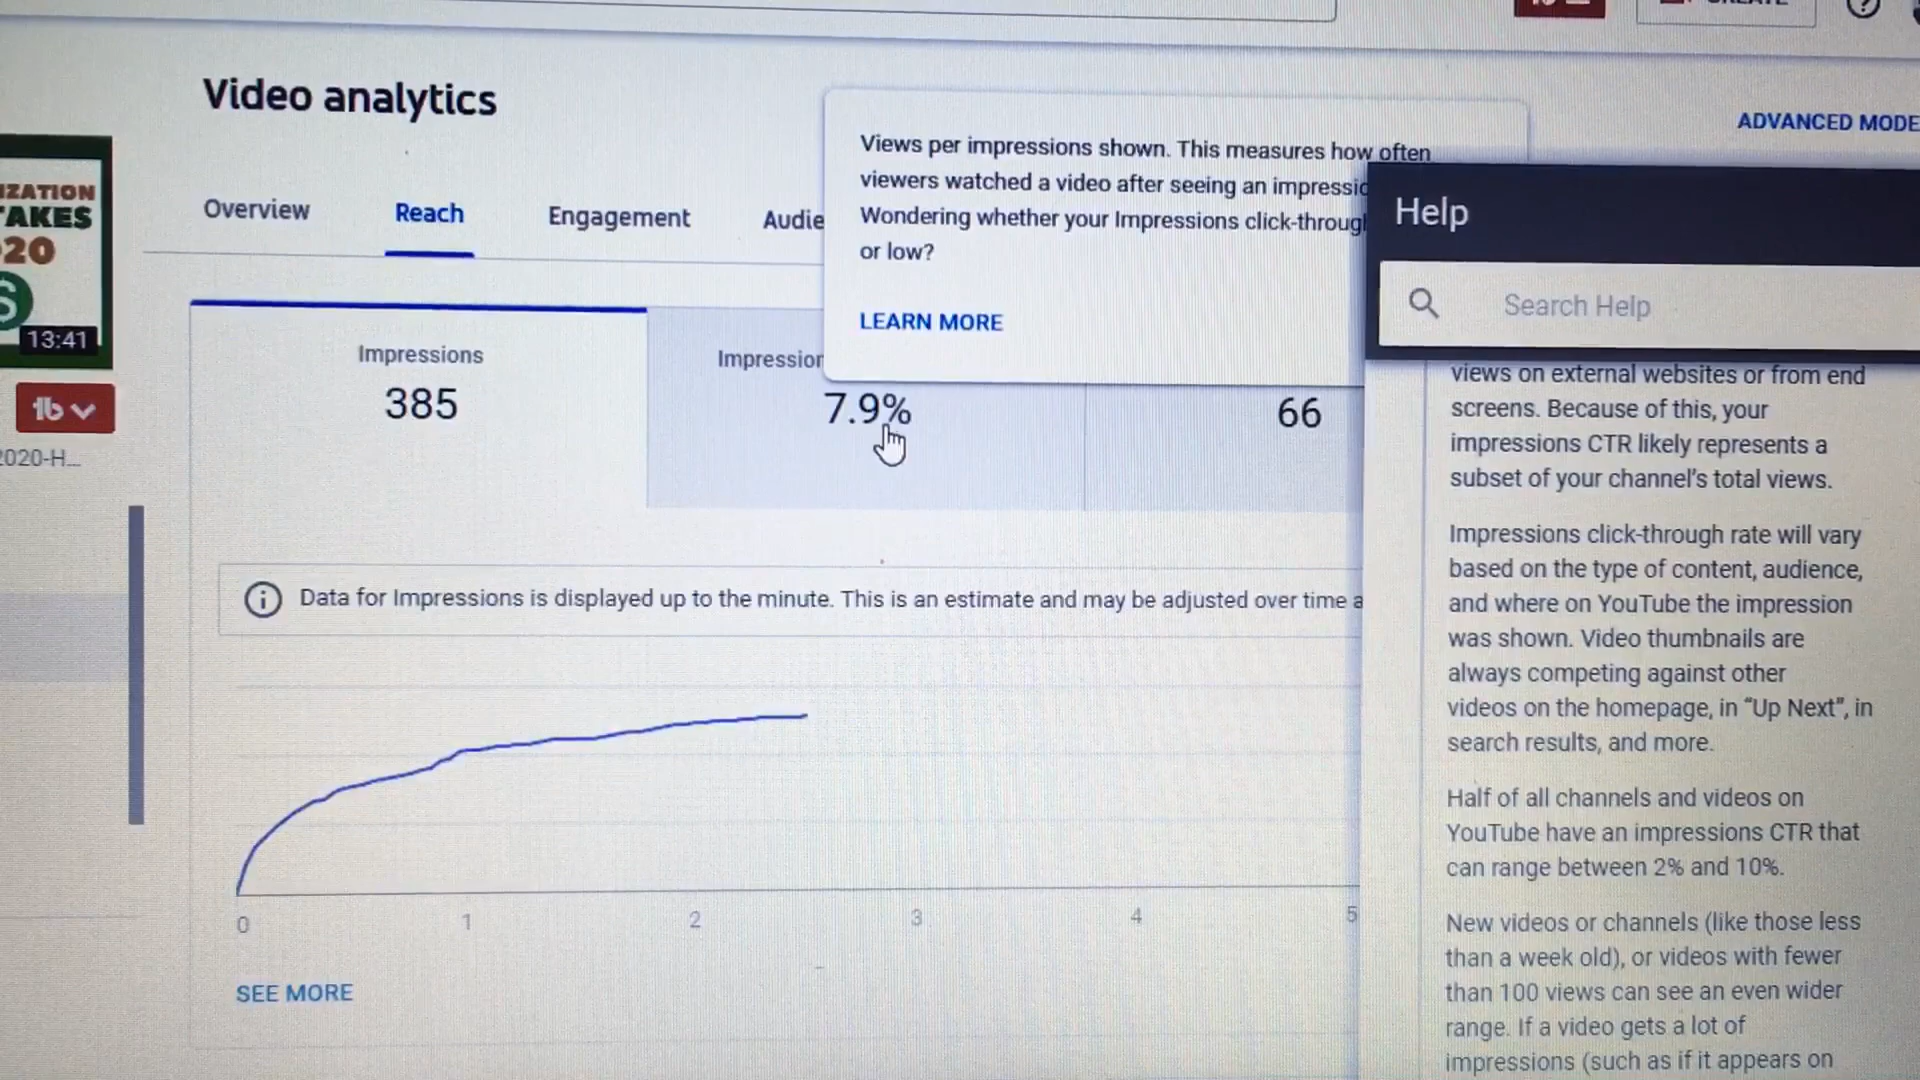 Video analytics
ADVANCED MODE
Views per impressions shown. This measures how often
viewers watched a video after seeing an
Wondering whether your Impressions
or low?
LEARN MORE
Overview
Reach
Engagement
IZATION
20
13:41
2020-H...
Impressions
385
7.9%
66
Data for Impressions is displayed up to the minute. This is an estimate and may be adjusted over time
0 1 2 3 4 5
SEE MORE
Help
Search Help
views on external websites or from end
screens. Because of this, your
impressions CTR likely represents a
subset of your channel's total views.
Impressions click-through rate will vary
based on the type of content, audience,
and where on YouTube the impression
was shown. Video thumbnails are
always competing against other
videos on the homepage, in "Up Next", in
search results, and more.
Half of all channels and videos on
YouTube have an impressions CTR that
can range between 2% and 10%.
New videos or channels (like those less
than a week old), or videos with fewer
than 100 views can see an even wider
range. If a video gets a lot of
impressions (such as if it appears on